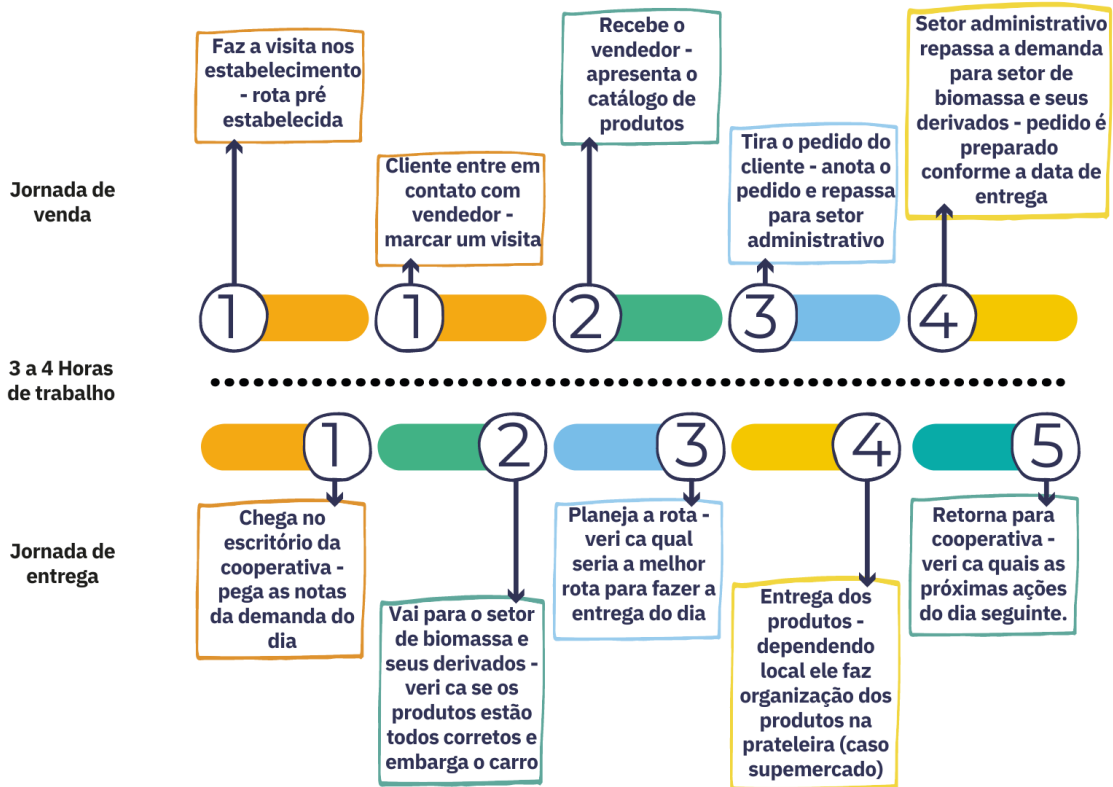 Jornada de
venda
Faz a visita nos
estabelecimento
- rota pré
estabelecida
1
Cliente entre em
contato com
vendedor -
marcar um visita
1
Recebe o
vendedor -
apresenta o
catálogo de
produtos
2
Tira o pedido do
cliente - anota o
pedido e repassa
para setor
administrativo
3
Setor administrativo
repassa a demanda
para setor de
biomassa e seus
derivados - pedido é
preparado
conforme a data de
entrega
4
3 a 4 Horas
de trabalho
Jornada de
entrega
1
Chega no
escritório da
cooperativa -
pega as notas
da demanda do
dia
2
Vai para o setor
de biomassa e
seus derivados -
veri ca se os
produtos estão
todos corretos e
embarga o carro
3
Planeja a rota -
veri ca qual
seria a melhor
rota para fazer a
entrega do dia
4
Entrega dos
produtos -
dependendo
local ele faz
organização dos
produtos na
prateleira (caso
supemercado)
5
Retorna para
cooperativa -
veri ca quais as
próximas ações
do dia seguinte.